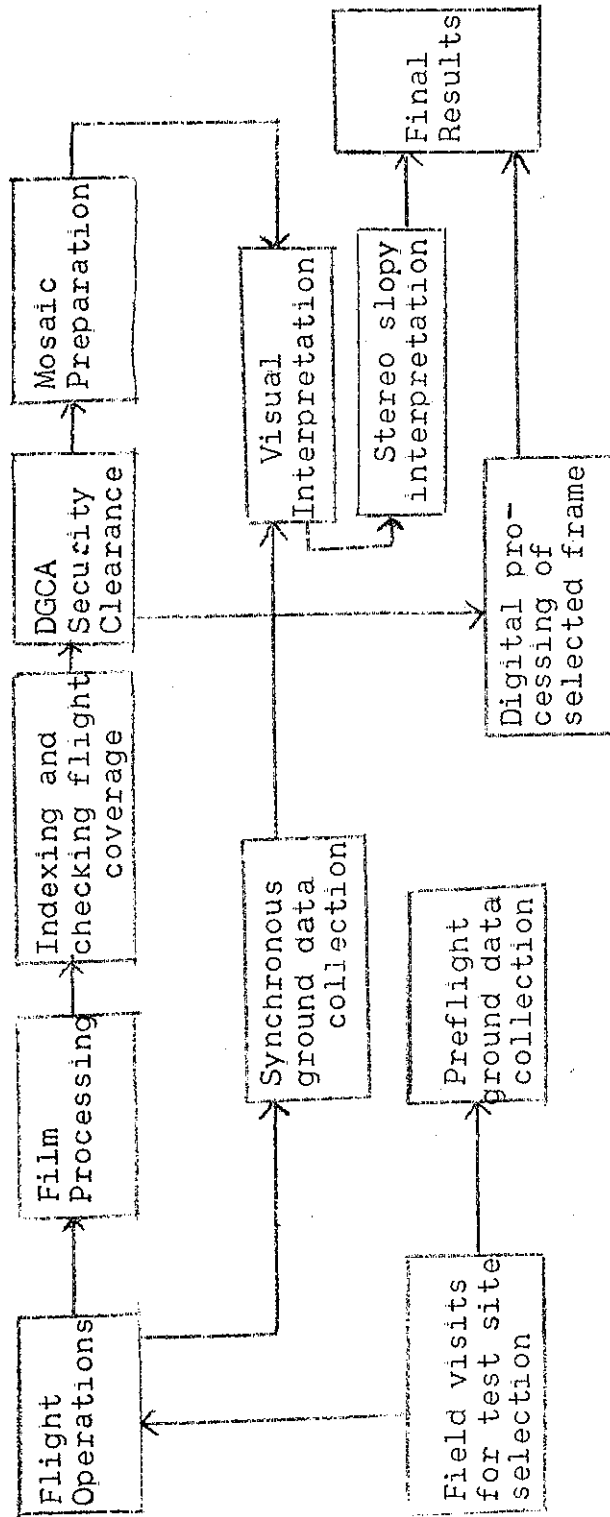 Flight
Operations
Film
Processing
Indexing and
checking flight
coverage
DGCA
Security
Clearance
Mosaic
Preparation
Synchronous
ground data
collection
Visual
Interpretation
Stereo slopy
interpretation
Final
Results
Field visits
for test site
selection
Preflight
ground data
collection
Digital pro-
cessing of
selected frame